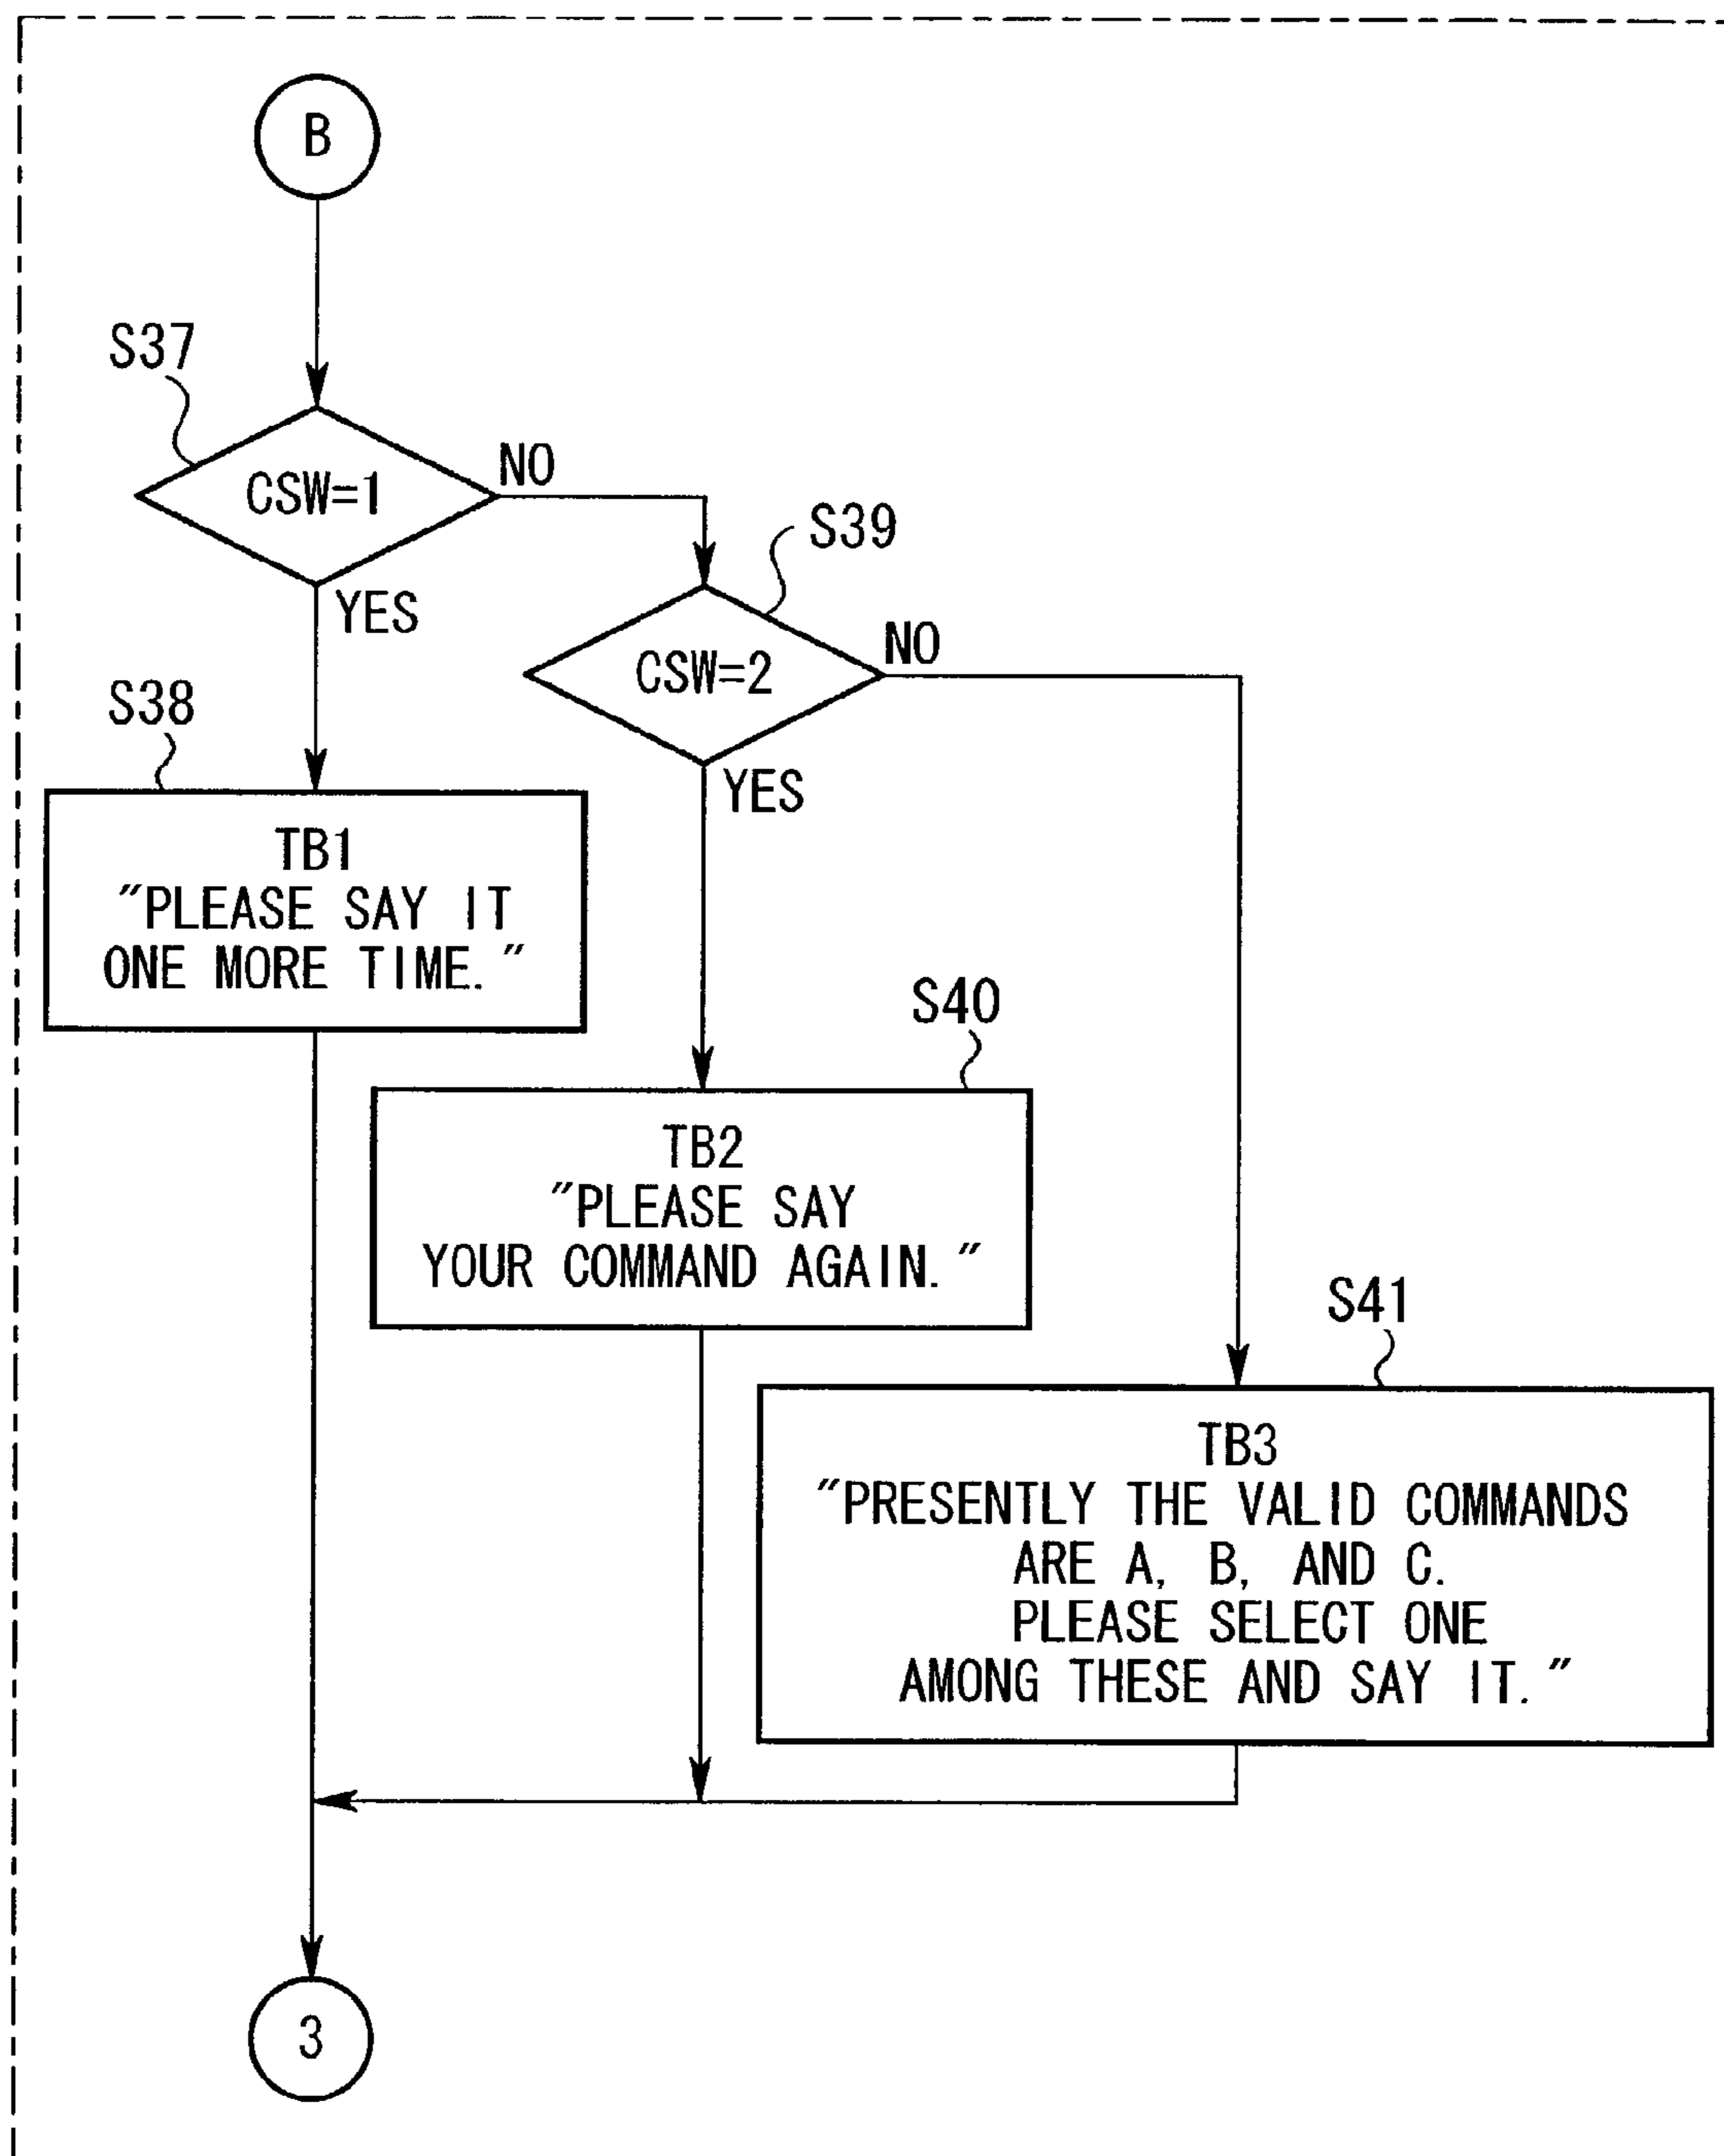 B
S37
CSW=1
NO
YES
S39
CSW=2
NO
YES
S38
TB1
"PLEASE SAY IT
ONE MORE TIME."
S40
TB2
"PLEASE SAY
YOUR COMMAND AGAIN."
S41
TB3
"PRESENTLY THE VALID COMMANDS
ARE A, B, AND C.
PLEASE SELECT ONE
AMONG THESE AND SAY IT."
3